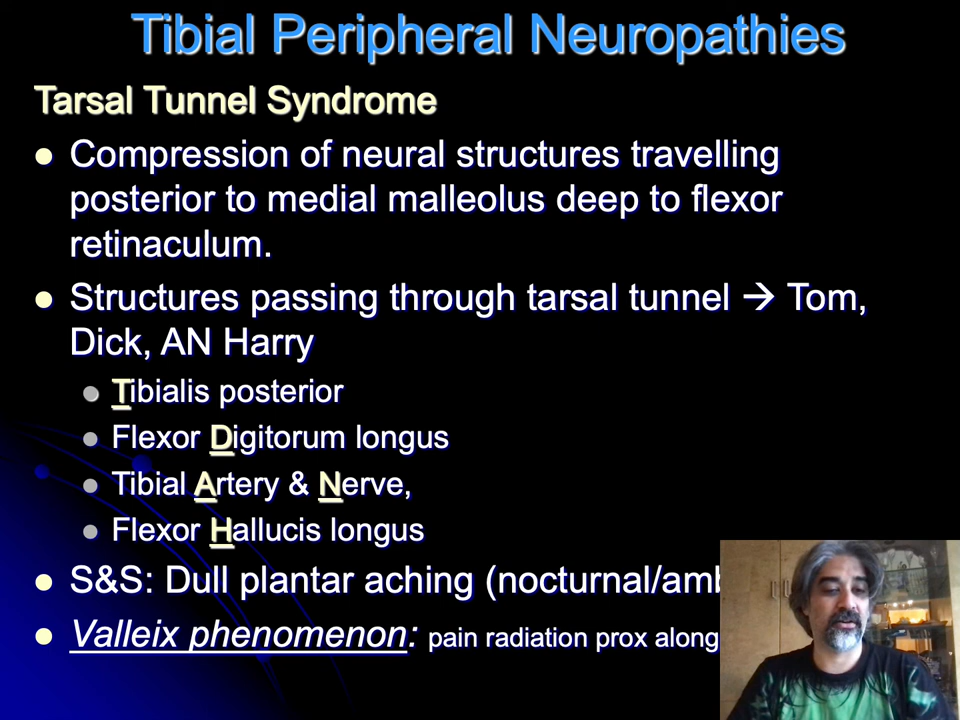 Tibial Peripheral Neuropathies
Tarsal Tunnel Syndrome
Compression of neural structures travelling
posterior to medial malleolus deep to flexor
retinaculum.
Structures passing through tarsal tunnel → Tom,
Dick, AN Harry
Tibialis posterior
Flexor Digitorum longus
Tibial Artery & Nerve,
Flexor Hallucis longus
S&S: Dull plantar aching (nocturnal/
Valleix phenomenon: pain radiation prox along